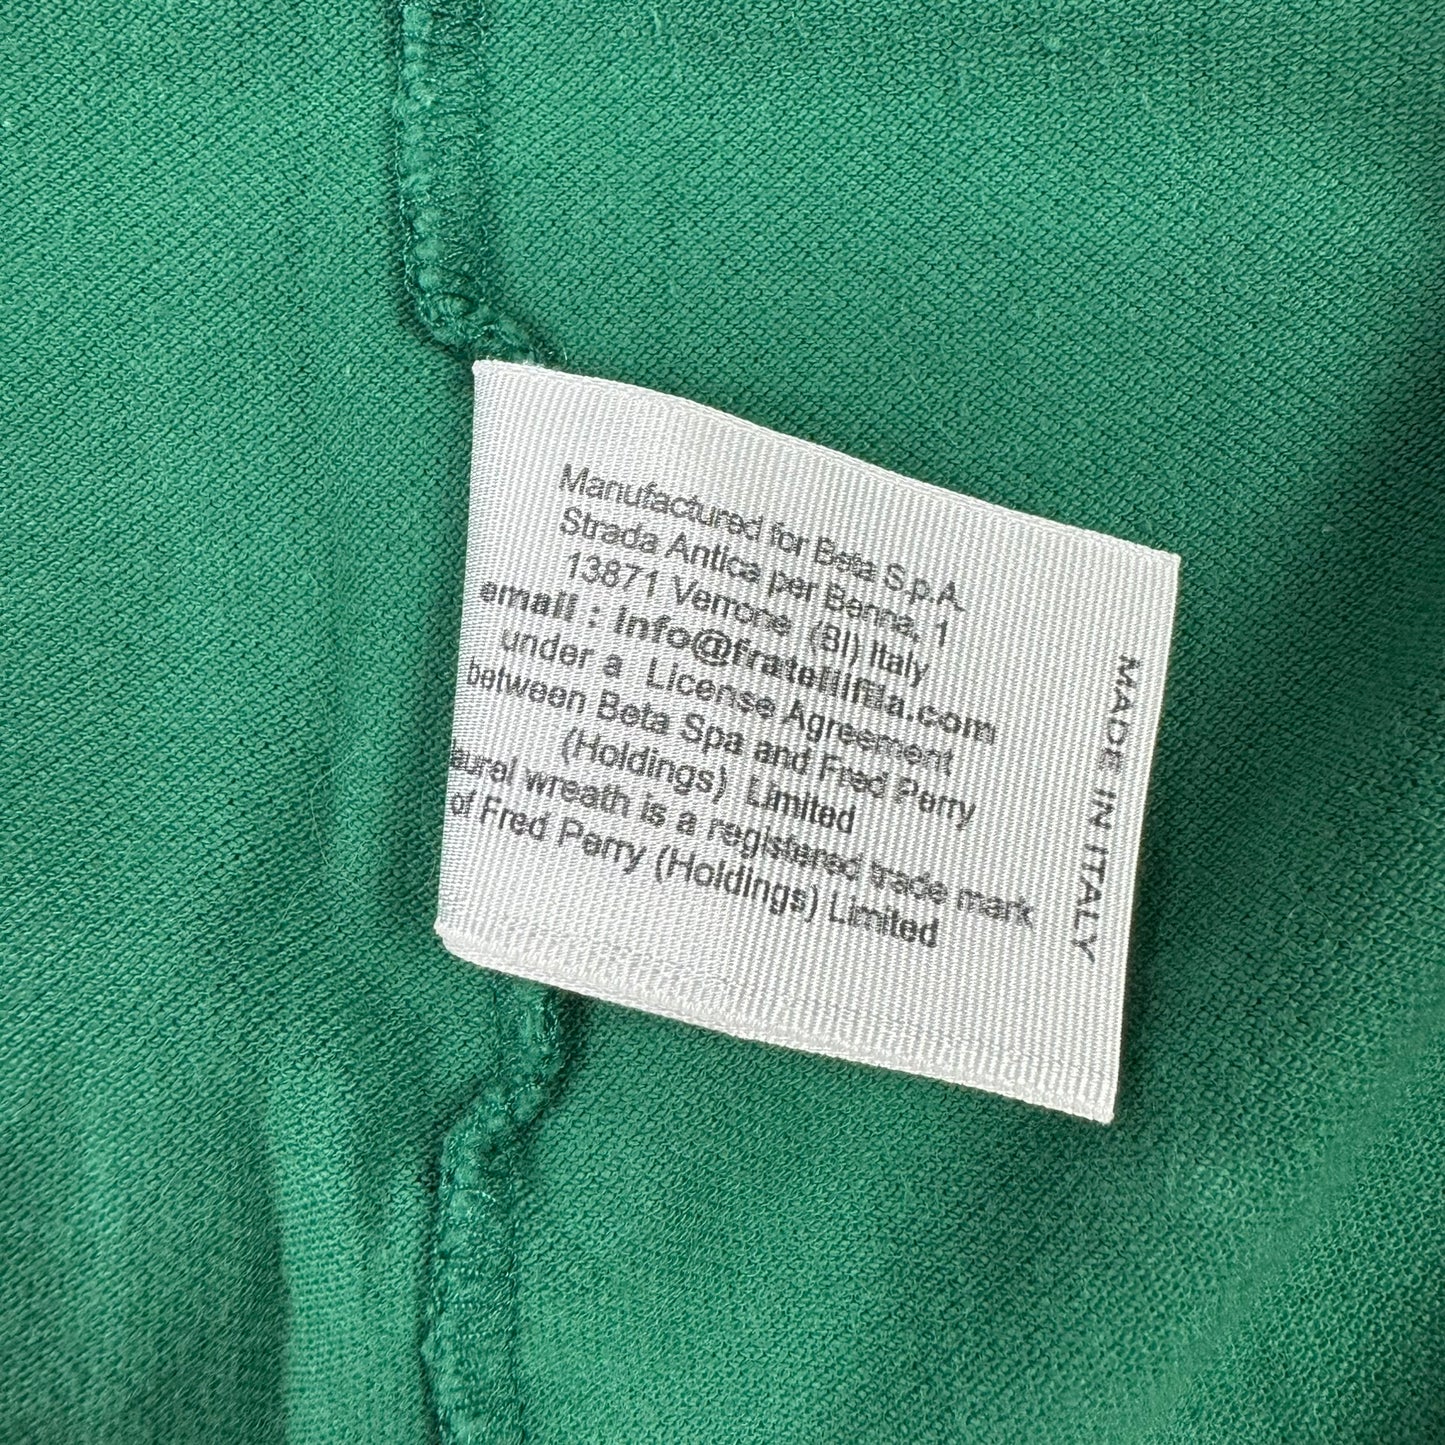 Manufactured for Beta S.p.A.
Strada Antica per Benna, 1
13871 Verrone (BI) Italy
email : info@fratellifila.com
under a License Agreement
between Beta Spa and Fred Perry
(Holdings) Limited
laurel wreath is a registered trade mark
of Fred Perry (Holdings) Limited
MADE IN ITALY